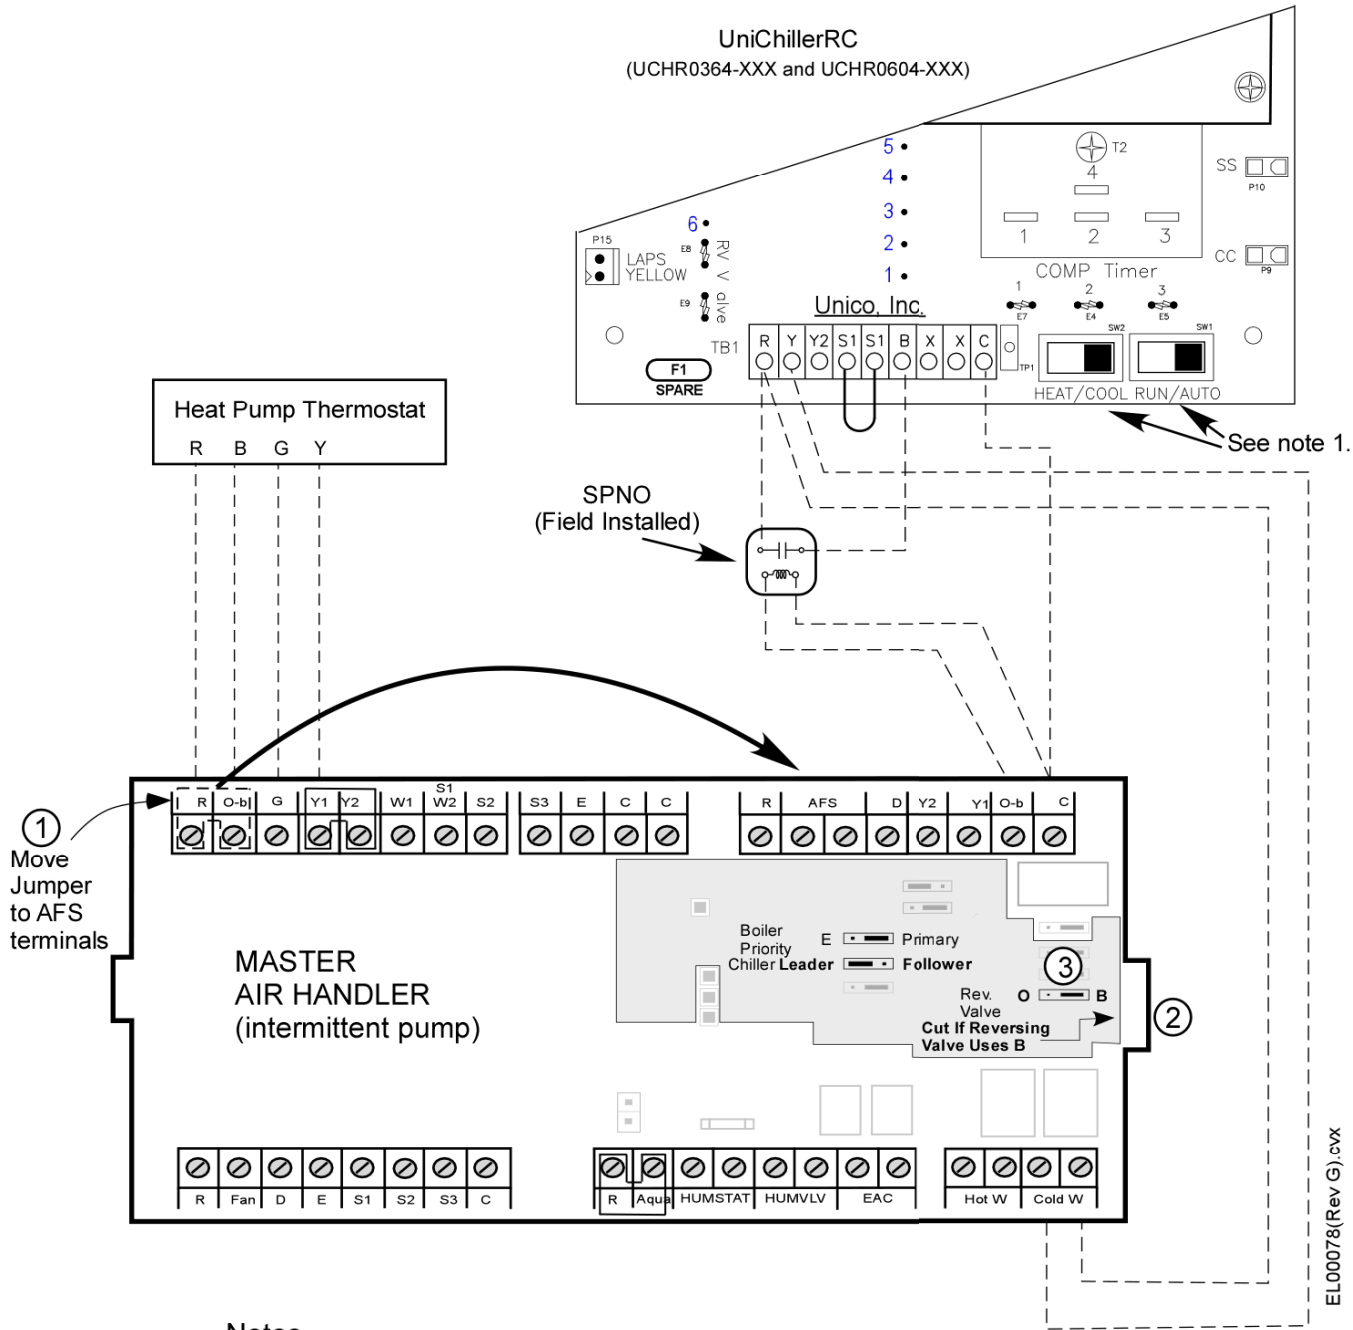 UniChillerRC
(UCHR0364-XXX and UCHR0604-XXX)
5
4
3
2
1
6
P15
LAPS
YELLOW
E8
RV V
E9
alve
T2
4
1 2 3
COMP Timer
SS
P10
CC
P9
1 2 3
E7 E4 E5
Unico, Inc.
TB1
R Y Y2 S1 S1 B X X C
TP1
SW2 SW1
HEAT/COOL RUN/AUTO
F1
SPARE
See note 1.
Heat Pump Thermostat
R B G Y
SPNO
(Field Installed)
1
Move
Jumper
to AFS
terminals
R O-b G Y1 Y2 W1 S1 W2 S2 S3 E C C R AFS D Y2 Y1 O-b C
MASTER
AIR HANDLER
(intermittent pump)
Boiler
Priority E Primary
Chiller Leader Follower
3
Rev.
Valve O B
Cut If Reversing
Valve Uses B
2
R Fan D E S1 S2 S3 C R Aqua HUMSTAT HUMVLV EAC Hot W Cold W
EL00078(Rev G).cvx
Notes